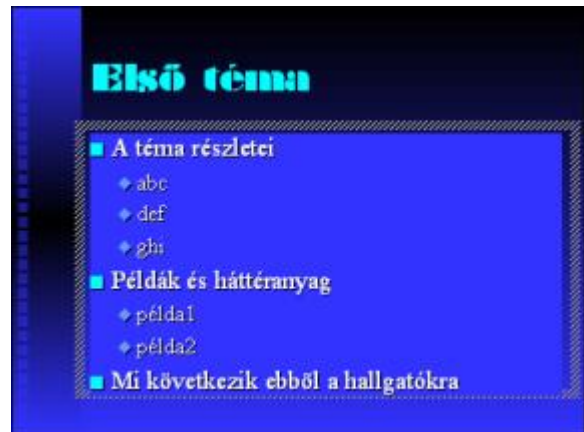 Első téma
A téma részletei
abc
def
ghi
Példák és háttéranyag
példa1
példa2
Mi következik ebből a hallgatókra